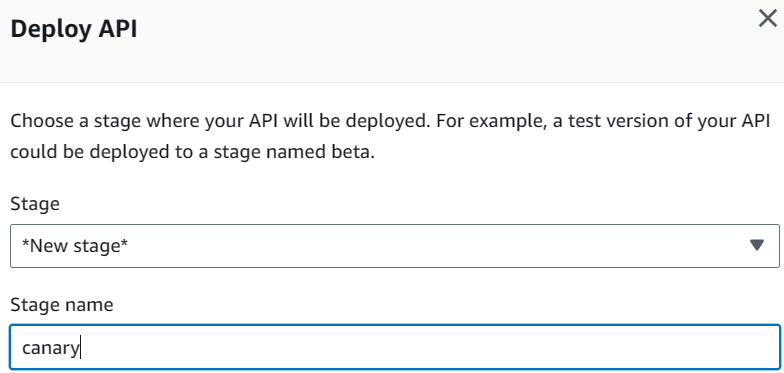 Deploy API
Choose a stage where your API will be deployed. For example, a test version of your API
could be deployed to a stage named beta.
Stage
*New stage*
Stage name
canary